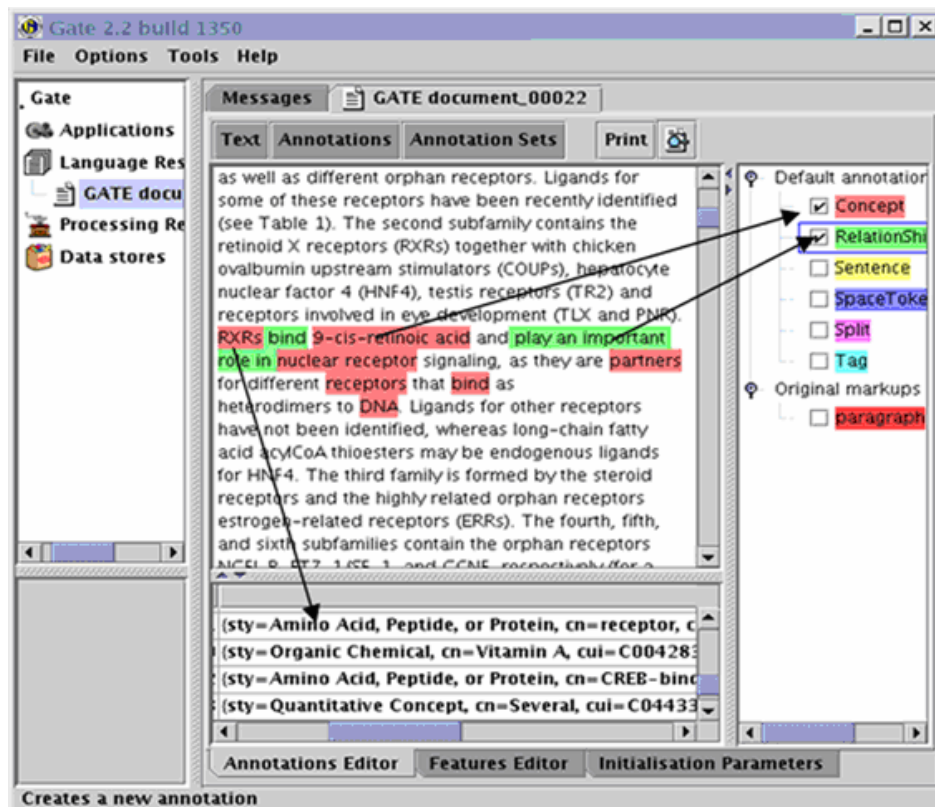 Gate 2.2 build 1350
File Options Tools Help
Gate
Applications
Language Res
GATE docu
Processing Re
Data stores
Messages GATE document_00022
Text Annotations Annotation Sets Print
as well as different orphan receptors. Ligands for
some of these receptors have been recently identified
(see Table 1). The second subfamily contains the
retinoid X receptors (RXRs) together with chicken
ovalbumin upstream stimulators (COUPs), hepatocyte
nuclear factor 4 (HNF4), testis receptors (TR2) and
receptors involved in eye development (TLX and PNR).
RXRs bind 9-cis-retinoic acid and play an important
role in nuclear receptor signaling, as they are partners
for different receptors that bind as
heterodimers to DNA. Ligands for other receptors
have not been identified, whereas long-chain fatty
acid acylCoA thioesters may be endogenous ligands
for HNF4. The third family is formed by the steroid
receptors and the highly related orphan receptors
estrogen-related receptors (ERRs). The fourth, fifth,
and sixth subfamilies contain the orphan receptors
Default annotation
Concept
RelationShi
Sentence
SpaceToke
Split
Tag
Original markups
paragraph
(sty=Amino Acid, Peptide, or Protein, cn=receptor, c
(sty=Organic Chemical, cn=Vitamin A, cui=C004283
(sty=Amino Acid, Peptide, or Protein, cn=CREB-bind
(sty=Quantitative Concept, cn=Several, cui=C04433
Annotations Editor Features Editor Initialisation Parameters
Creates a new annotation